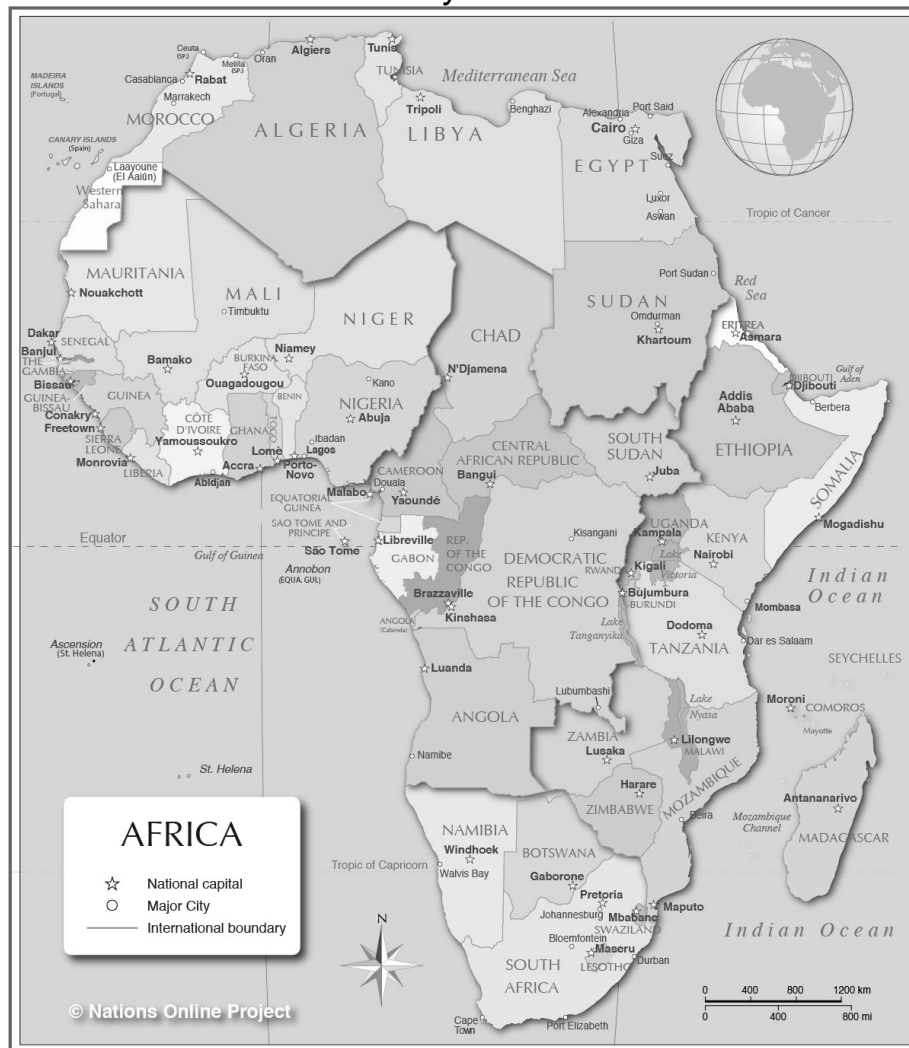 Ceuta
(SP.)
Melilla
(SP.)
Oran
Algiers
Tunis
TUNISIA
Mediterranean Sea
MADEIRA
ISLANDS
(Portugal)
Casablanca
Rabat
Marrakech
MOROCCO
ALGERIA
Tripoli
LIBYA
Benghazi
Alexandria
Port Said
Cairo
Giza
Suez
EGYPT
CANARY ISLANDS
(Spain)
Laayoune
(El Aaiún)
Western
Sahara
Luxor
Aswan
Tropic of Cancer
MAURITANIA
Nouakchott
MALI
Timbuktu
NIGER
CHAD
SUDAN
Port Sudan
Omdurman
Khartoum
Red
Sea
ERITREA
Asmara
Dakar
SENEGAL
Banjul
THE
GAMBIA
Bissau
GUINEA-
BISSAU
Bamako
BURKINA
FASO
Ouagadougou
Niamey
N'Djamena
DJIBOUTI
Djibouti
Gulf of
Aden
Berbera
GUINEA
Conakry
Freetown
SIERRA
LEONE
Monrovia
LIBERIA
CÔTE
D'IVOIRE
Yamoussoukro
Abidjan
GHANA
Accra
TOGO
Lomé
BENIN
Porto-
Novo
Kano
NIGERIA
Abuja
Ibadan
Lagos
Addis
Ababa
ETHIOPIA
SOMALIA
Mogadishu
CENTRAL
AFRICAN REPUBLIC
Bangui
SOUTH
SUDAN
Juba
CAMEROON
Douala
Malabo
Yaoundé
EQUATORIAL
GUINEA
SAO TOME AND
PRINCIPE
São Tome
Annobon
(EQUA. GUI.)
Equator
Gulf of Guinea
Libreville
GABON
REP.
OF THE
CONGO
Brazzaville
Kinshasa
Kisangani
DEMOCRATIC
REPUBLIC
OF THE CONGO
UGANDA
Kampala
KENYA
Nairobi
Lake
Victoria
RWANDA
Kigali
Bujumbura
BURUNDI
Mombasa
Indian
Ocean
ANGOLA
(Cabinda)
Lake
Tanganyika
Dodoma
TANZANIA
Dar es Salaam
SEYCHELLES
SOUTH
ATLANTIC
OCEAN
Ascension
(St. Helena)
Luanda
ANGOLA
Namibe
Lubumbashi
Lake
Nyasa
Moroni
COMOROS
Mayotte
ZAMBIA
Lusaka
Lilongwe
MALAWI
St. Helena
Harare
ZIMBABWE
MOZAMBIQUE
Beira
Mozambique
Channel
Antananarivo
MADAGASCAR
NAMIBIA
Windhoek
Walvis Bay
BOTSWANA
Gaborone
Tropic of Capricorn
Pretoria
Johannesburg
Mbabane
SWAZILAND
Maputo
Bloemfontein
Maseru
LESOTHO
Durban
SOUTH
AFRICA
Cape
Town
Port Elizabeth
Indian Ocean
AFRICA
National capital
Major City
International boundary
N
© Nations Online Project
0 400 800 1200 km
0 400 800 mi